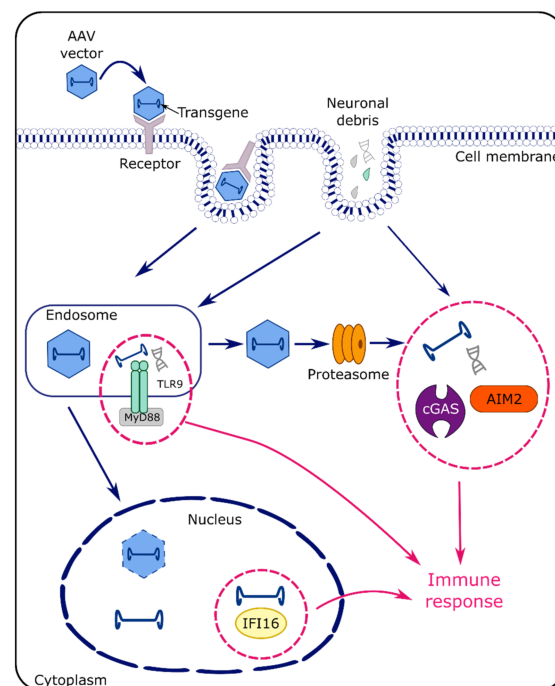 AAV
vector
Transgene
Receptor
Neuronal
debris
Cell membrane
Endosome
TLR9
MyD88
Proteasome
cGAS
AIM2
Nucleus
IFI16
Immune
response
Cytoplasm